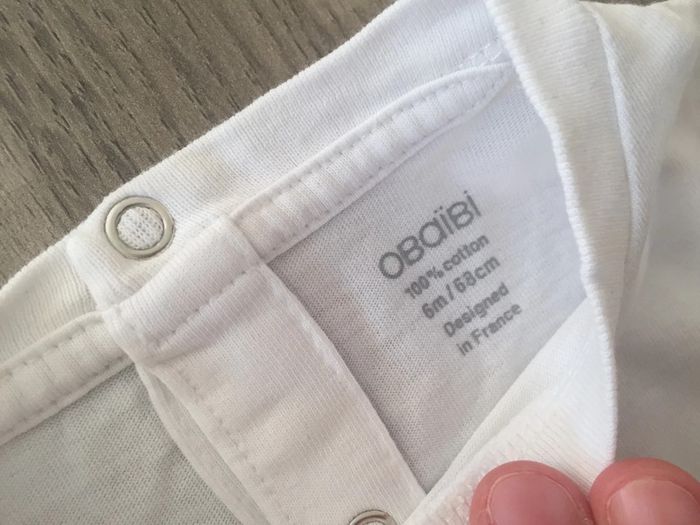 OBaïBi
100% cotton
6m / 68cm
Designed
in France